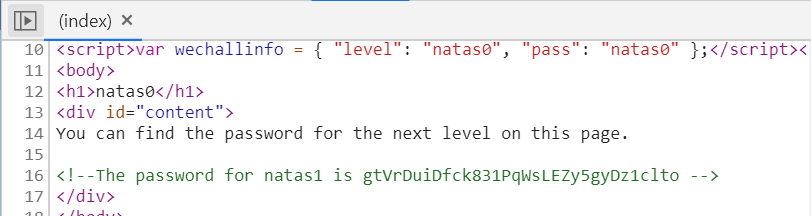 (index) ×
10 <script>var wechallinfo = { "level": "natas0", "pass": "natas0" };</script><
11 <body>
12 <h1>natas0</h1>
13 <div id="content">
14 You can find the password for the next level on this page.
15
16 <!--The password for natas1 is gtVrDuiDfck831PqWsLEZy5gyDz1clto -->
17 </div>
18 </body>